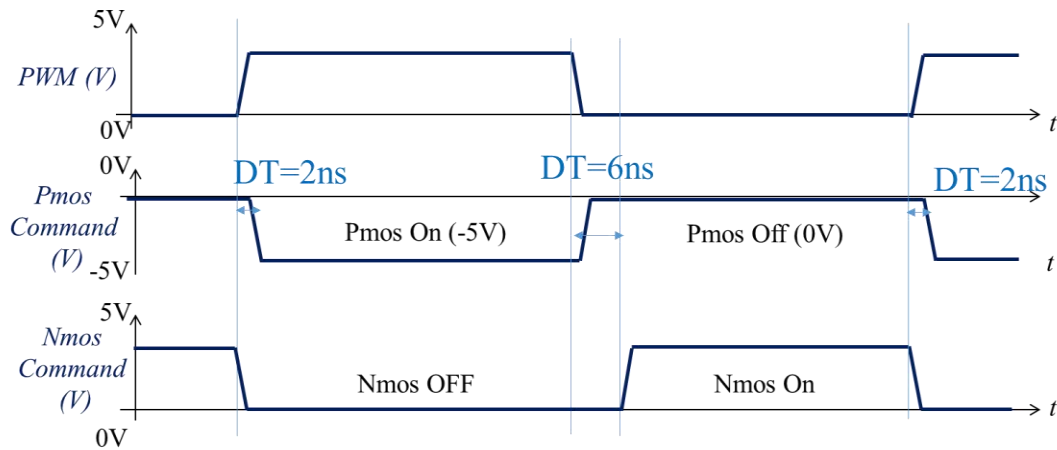 5V
PWM (V)
0V
t
0V
DT=2ns
DT=6ns
DT=2ns
Pmos
Command
(V)
Pmos On (-5V)
Pmos Off (0V)
-5V
t
5V
Nmos
Command
(V)
Nmos OFF
Nmos On
0V
t